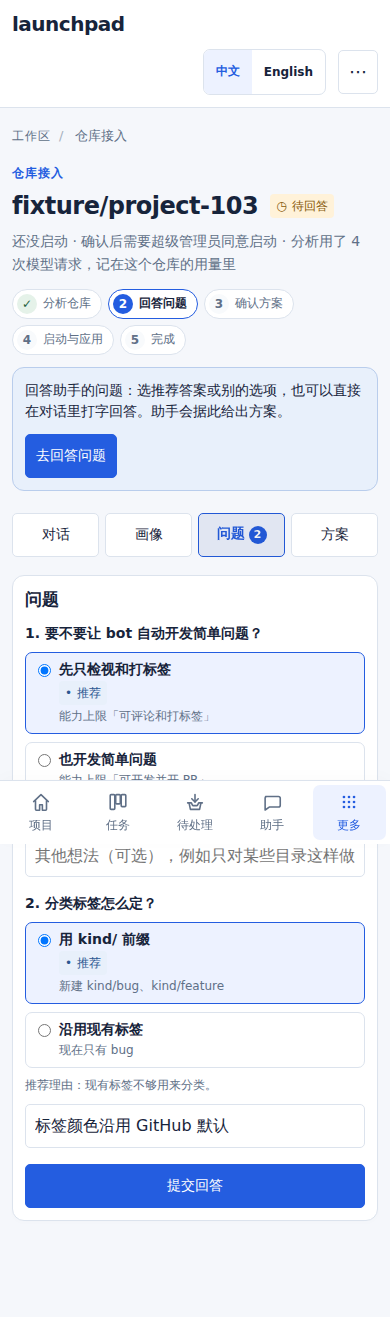 launchpad
中文 English ⋯
工作区 / 仓库接入
仓库接入
fixture/project-103 待回答
还没启动 · 确认后需要超级管理员同意启动 · 分析用了 4
次模型请求，记在这个仓库的用量里
✓ 分析仓库 2 回答问题 3 确认方案
4 启动与应用 5 完成
回答助手的问题：选推荐答案或别的选项，也可以直接
在对话里打字回答。助手会据此给出方案。
去回答问题
对话 画像 问题 2 方案
问题
1. 要不要让 bot 自动开发简单问题？
先只检视和打标签
• 推荐
能力上限「可评论和打标签」
也开发简单问题
能力上限「可开发并开 PR」
项目 任务 待处理 助手 更多
其他想法（可选），例如只对某些目录这样做
2. 分类标签怎么定？
用 kind/ 前缀
• 推荐
新建 kind/bug、kind/feature
沿用现有标签
现在只有 bug
推荐理由：现有标签不够用来分类。
标签颜色沿用 GitHub 默认
提交回答